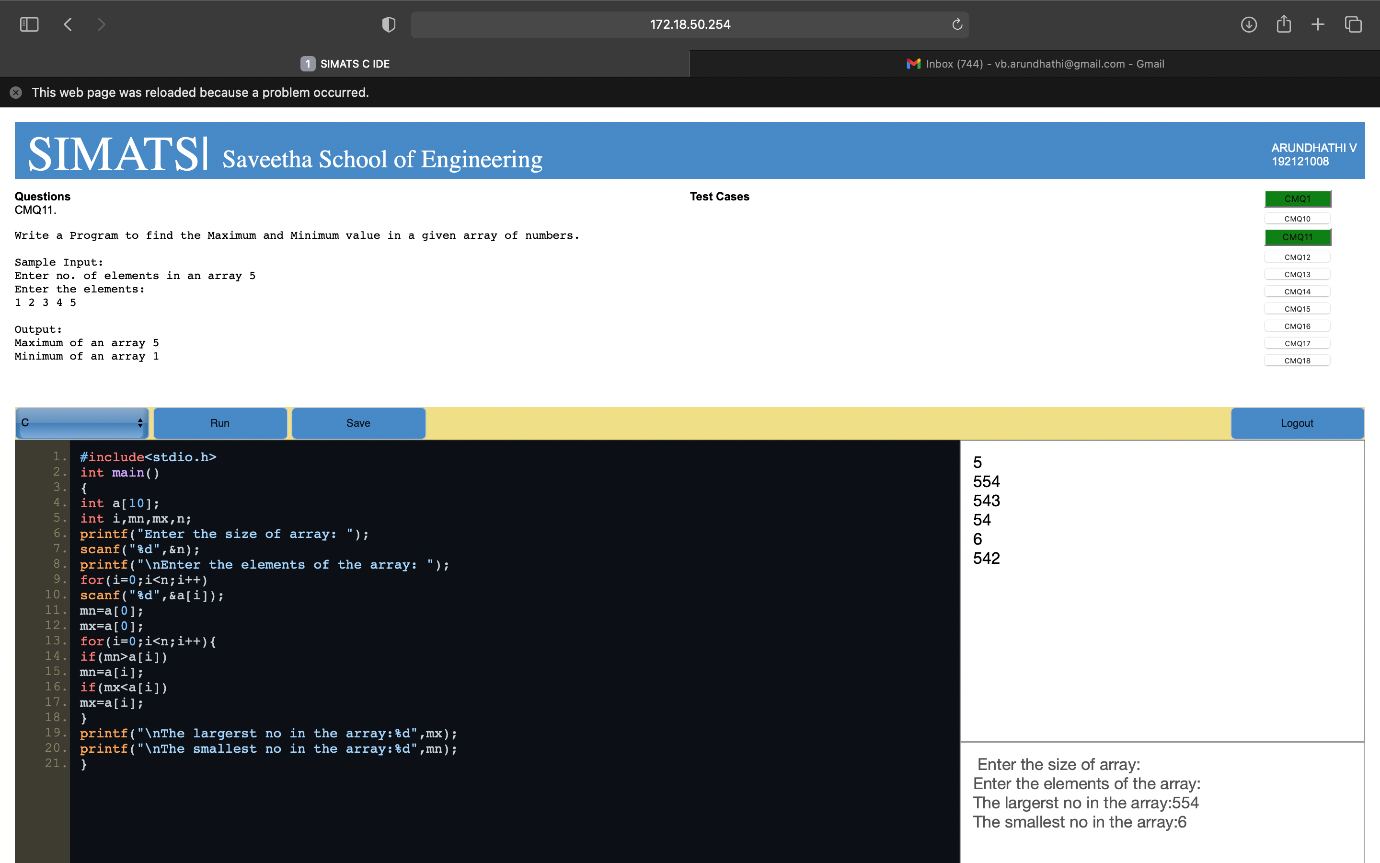 172.18.50.254
1 SIMATS C IDE
Inbox (744) - vb.arundhathi@gmail.com - Gmail
This web page was reloaded because a problem occurred.
SIMATS| Saveetha School of Engineering
ARUNDHATHI V
192121008
Questions
CMQ11.
Write a Program to find the Maximum and Minimum value in a given array of numbers.
Sample Input:
Enter no. of elements in an array 5
Enter the elements:
1 2 3 4 5
Output:
Maximum of an array 5
Minimum of an array 1
Test Cases
CMQ1
CMQ10
CMQ11
CMQ12
CMQ13
CMQ14
CMQ15
CMQ16
CMQ17
CMQ18
C
Run
Save
Logout
1. #include<stdio.h>
2. int main()
3. {
4. int a[10];
5. int i,mn,mx,n;
6. printf("Enter the size of array: ");
7. scanf("%d",&n);
8. printf("\nEnter the elements of the array: ");
9. for(i=0;i<n;i++)
10. scanf("%d",&a[i]);
11. mn=a[0];
12. mx=a[0];
13. for(i=0;i<n;i++){
14. if(mn>a[i])
15. mn=a[i];
16. if(mx<a[i])
17. mx=a[i];
18. }
19. printf("\nThe largerst no in the array:%d",mx);
20. printf("\nThe smallest no in the array:%d",mn);
21. }
5
554
543
54
6
542
Enter the size of array:
Enter the elements of the array:
The largerst no in the array:554
The smallest no in the array:6